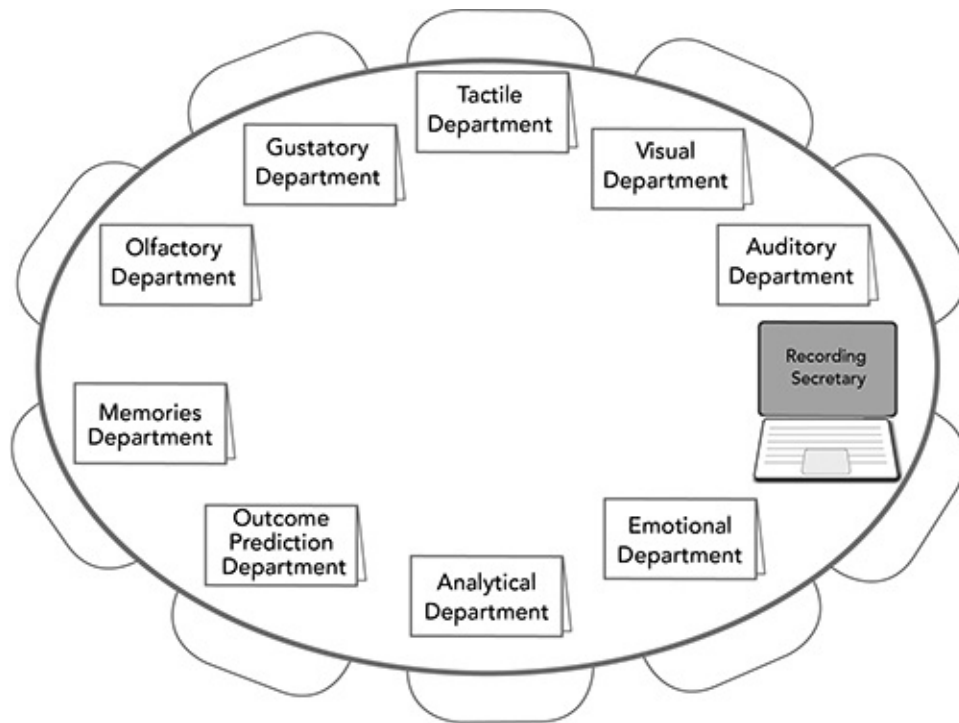 Tactile
Department
Gustatory
Department
Visual
Department
Olfactory
Department
Auditory
Department
Recording
Secretary
Memories
Department
Outcome
Prediction
Department
Emotional
Department
Analytical
Department